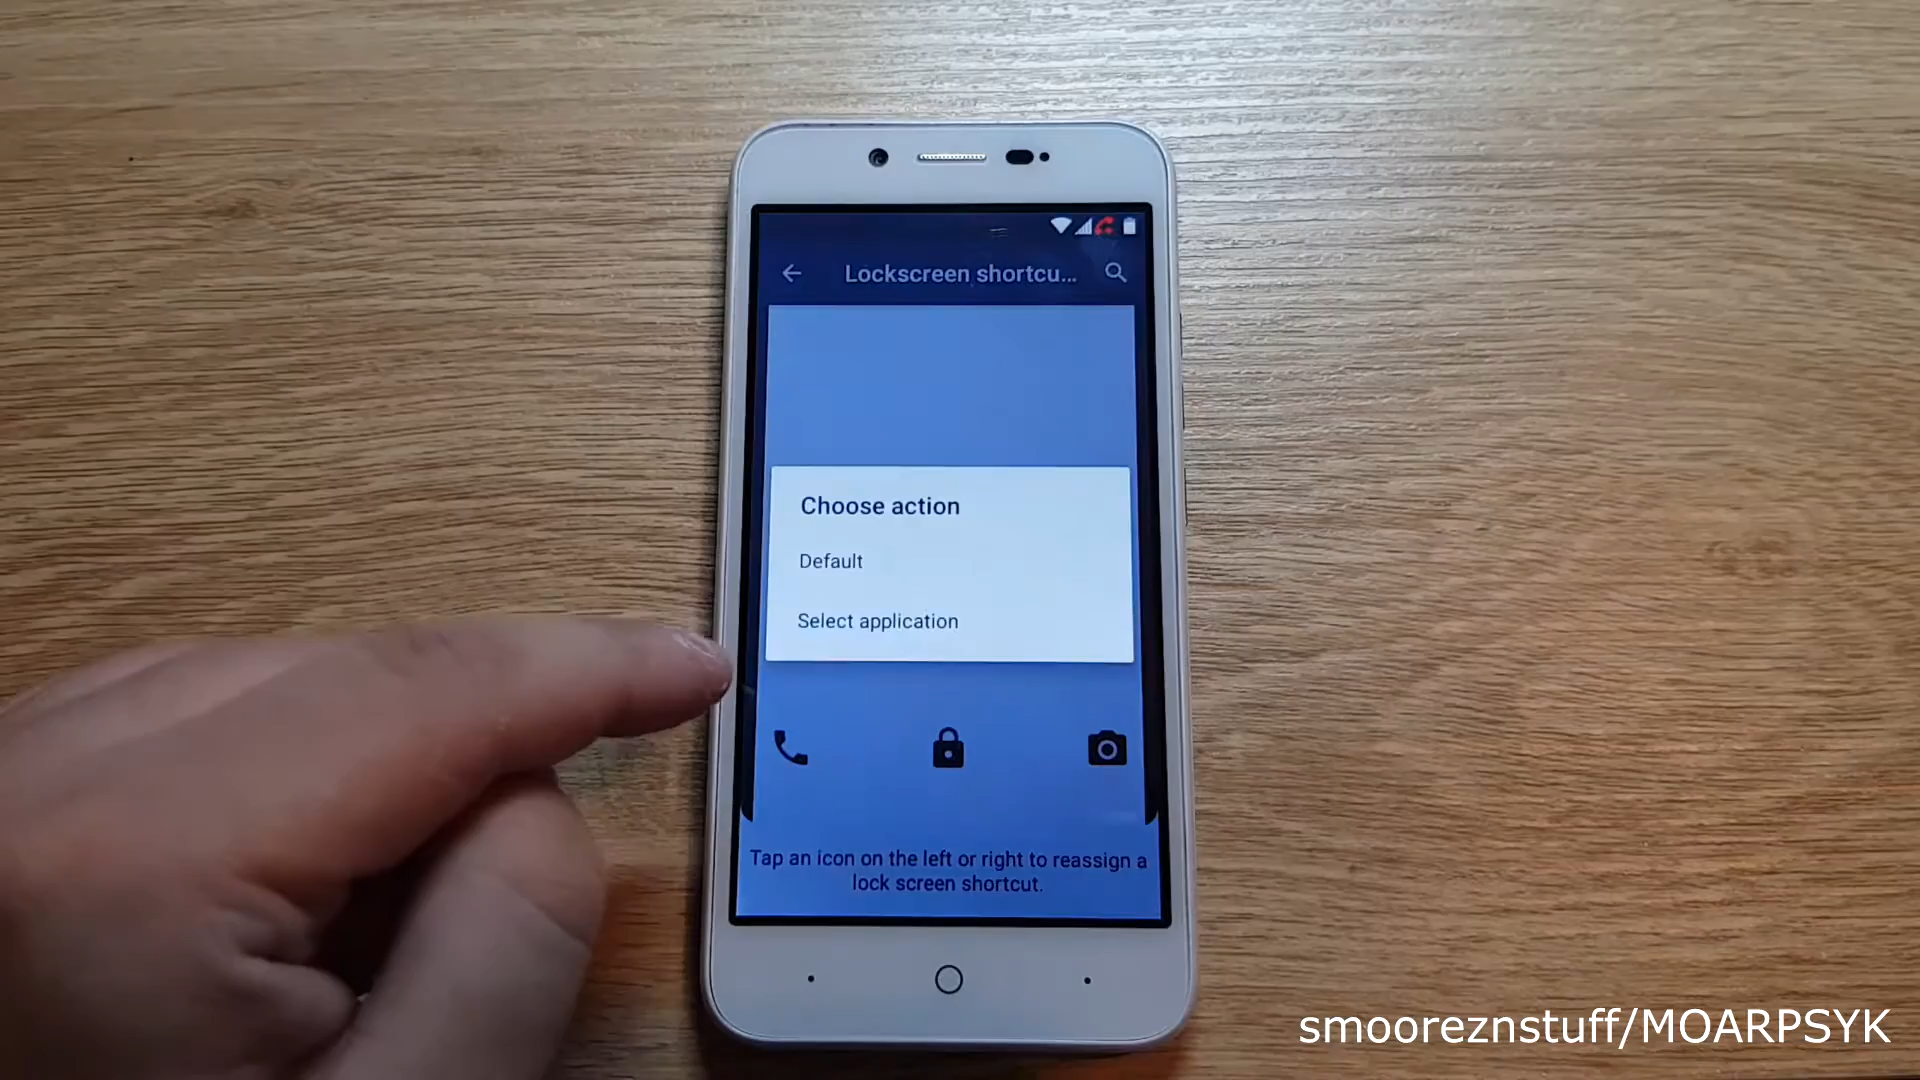 Lockscreen shortcu...
Choose action
Default
Select application
Tap an icon on the left or right to reassign a
lock screen shortcut.
smooreznstuff/MOARPSYK